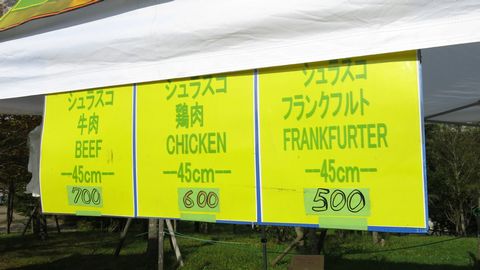 シュラスコ
牛肉
BEEF
—45cm—
700
シュラスコ
鶏肉
CHICKEN
—45cm—
600
シュラスコ
フランクフルト
FRANKFURTER
—45cm—
500